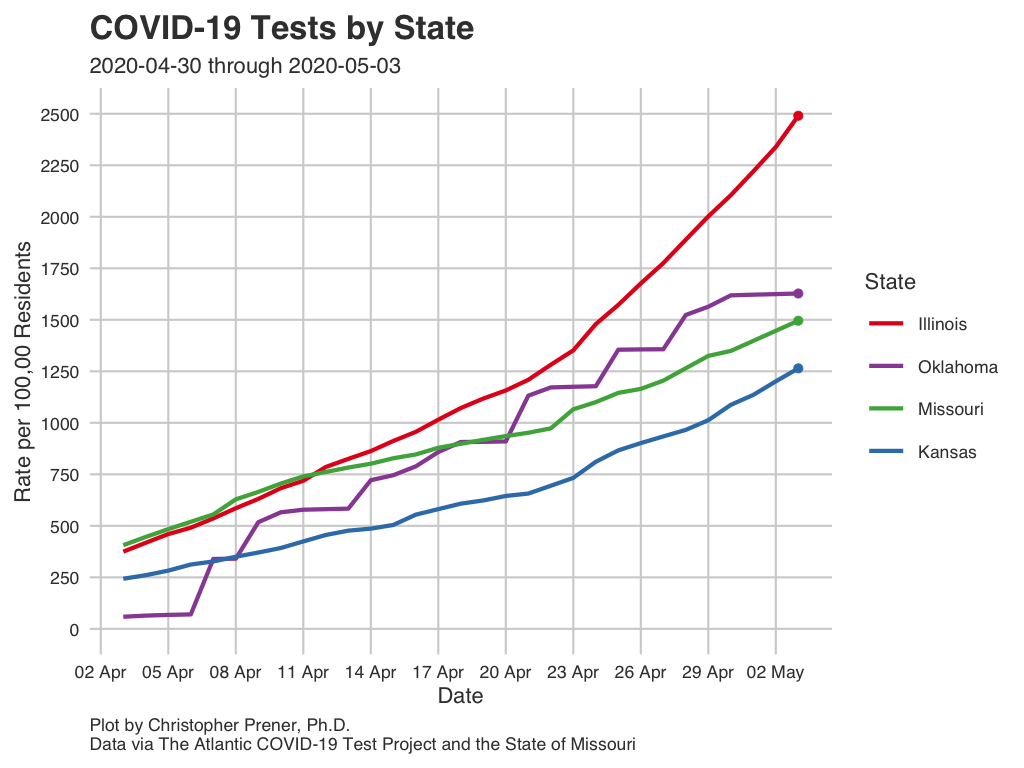 COVID-19 Tests by State
2020-04-30 through 2020-05-03
2500
2250
2000
1750
1500
1250
1000
750
500
250
0
Rate per 100,00 Residents
02 Apr 05 Apr 08 Apr 11 Apr 14 Apr 17 Apr 20 Apr 23 Apr 26 Apr 29 Apr 02 May
Date
State
Illinois
Oklahoma
Missouri
Kansas
Plot by Christopher Prener, Ph.D.
Data via The Atlantic COVID-19 Test Project and the State of Missouri